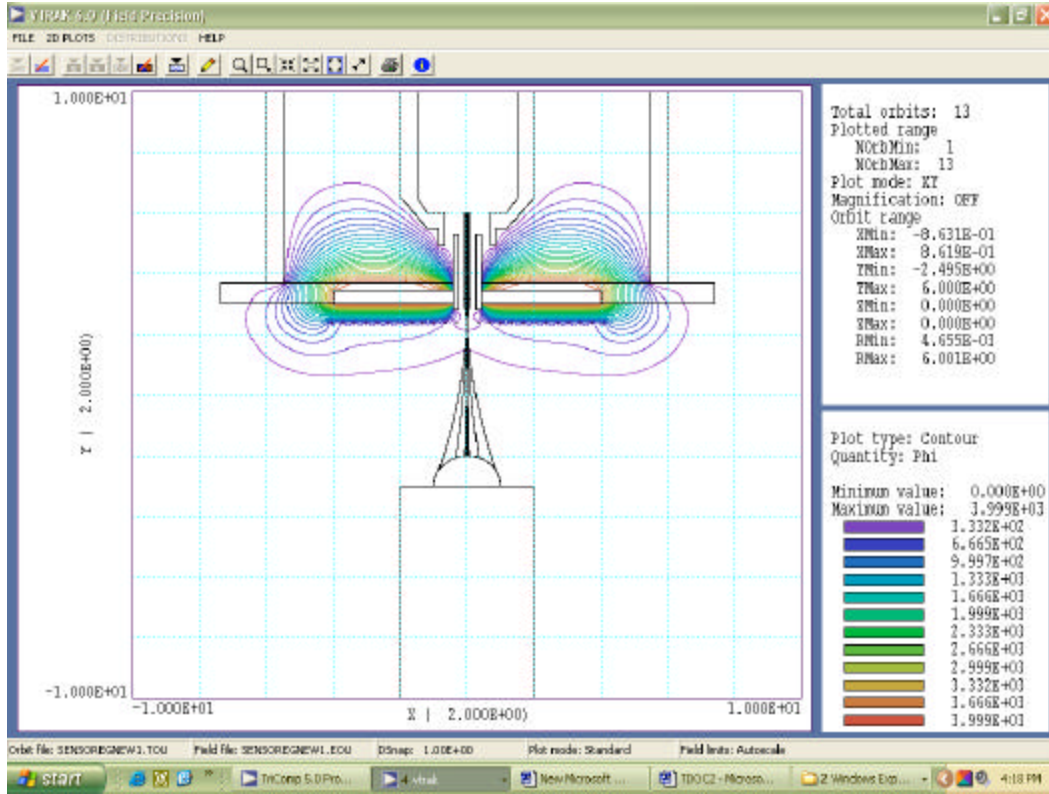 VTRAK 6.0 (Field Precision)
FILE 2D PLOTS DISTRIBUTIONS HELP
1.000E+01
Y | 2.000E+00)
-1.000E+01
-1.000E+01
X | 2.000E+00)
1.000E+01
Total orbits: 13
Plotted range
NOrbMin: 1
NOrbMax: 13
Plot mode: XY
Magnification: OFF
Orbit range
XMin: -8.631E-01
XMax: 8.619E-01
YMin: -2.495E+00
YMax: 6.000E+00
ZMin: 0.000E+00
ZMax: 0.000E+00
RMin: 4.655E-03
RMax: 6.001E+00
Plot type: Contour
Quantity: Phi
Minimum value: 0.000E+00
Maximum value: 3.999E+03
3.332E+02
6.665E+02
9.997E+02
1.333E+03
1.666E+03
1.999E+03
2.333E+03
2.666E+03
2.999E+03
3.332E+03
3.666E+03
3.999E+03
Orbit file: SENSOREGNEW1.TOU Field file: SENSOREGNEW1.EOU DSnap: 1.00E+00 Plot mode: Standard Field limits: Autoscale
start TriComp 5.0 Pro... 4 vtrak New Microsoft ... TDOC2 - Microso... 2 Windows Exp... 4:18 PM